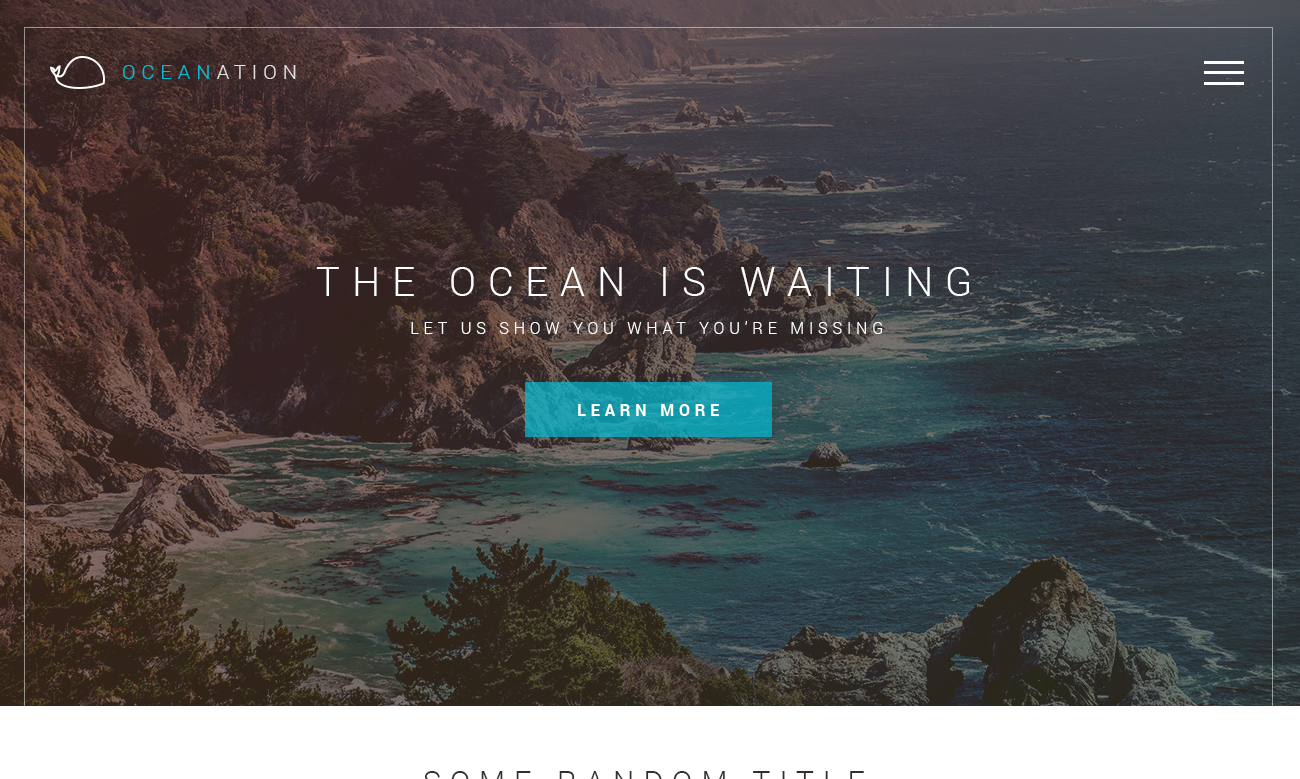 OCEANATION
THE OCEAN IS WAITING
LET US SHOW YOU WHAT YOU’RE MISSING
LEARN MORE
SOME RANDOM TITLE